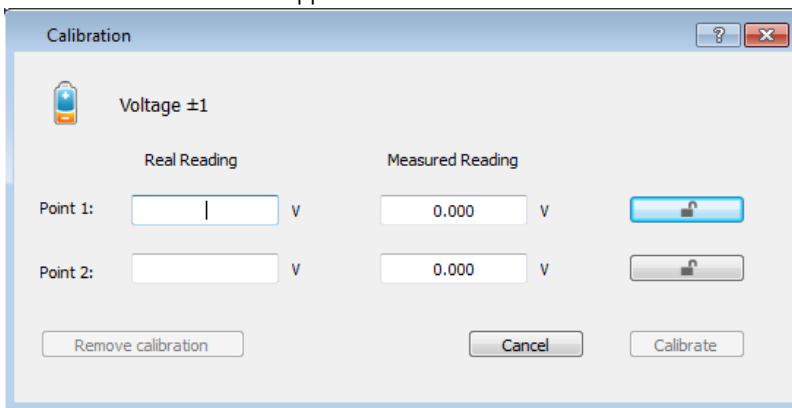 Calibration
Voltage ±1
Real Reading Measured Reading
Point 1: V 0.000 V
Point 2: V 0.000 V
Remove calibration Cancel Calibrate